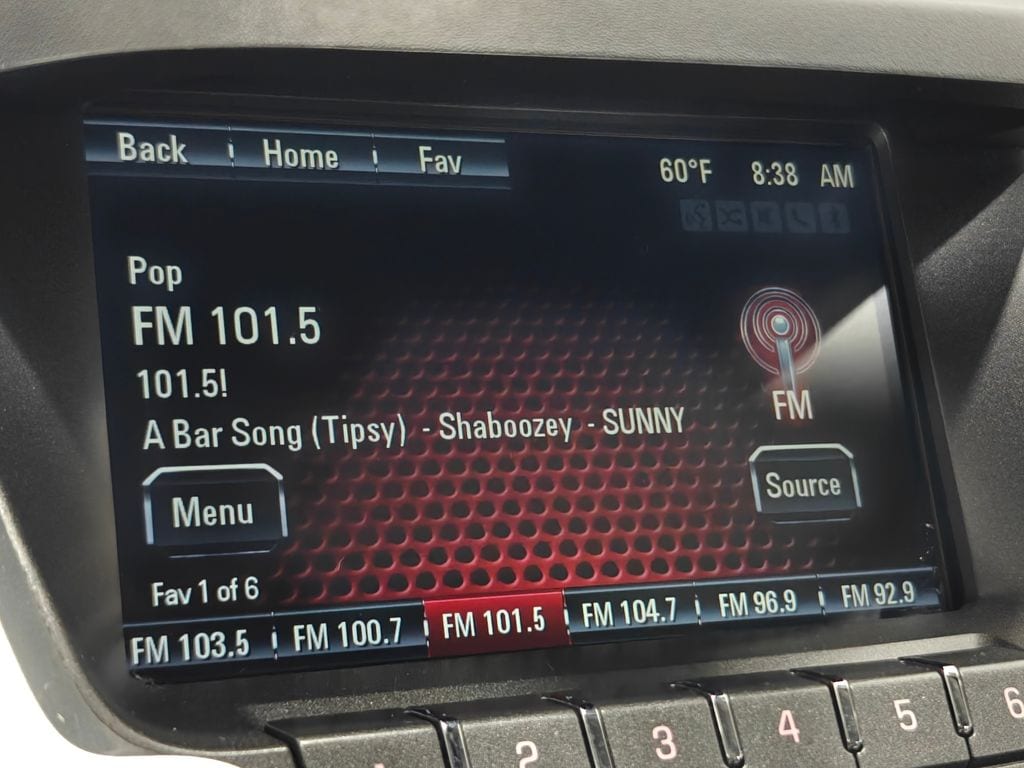 Back Home Fav
60°F 8:38 AM
Pop
FM 101.5
101.5!
A Bar Song (Tipsy) - Shaboozey - SUNNY
FM
Menu
Source
Fav 1 of 6
FM 103.5 FM 100.7 FM 101.5 FM 104.7 FM 96.9 FM 92.9
2 3 4 5 6